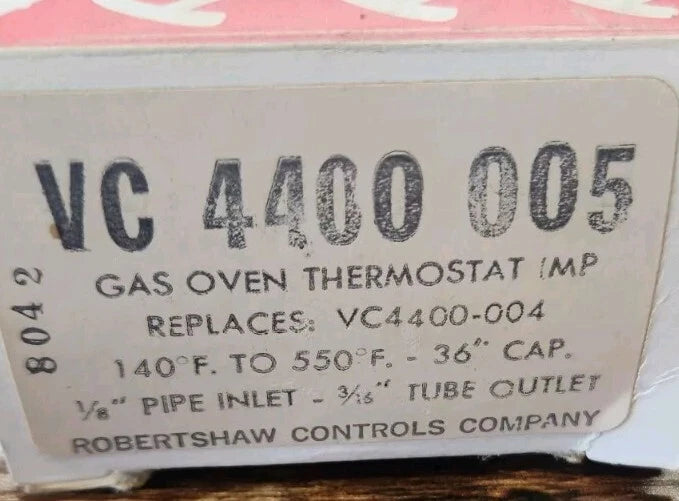 VC 4400 005
GAS OVEN THERMOSTAT IMP
REPLACES: VC4400-004
140°F. TO 550°F. - 36" CAP.
1/8" PIPE INLET - 3/16" TUBE OUTLET
ROBERTSHAW CONTROLS COMPANY
8042